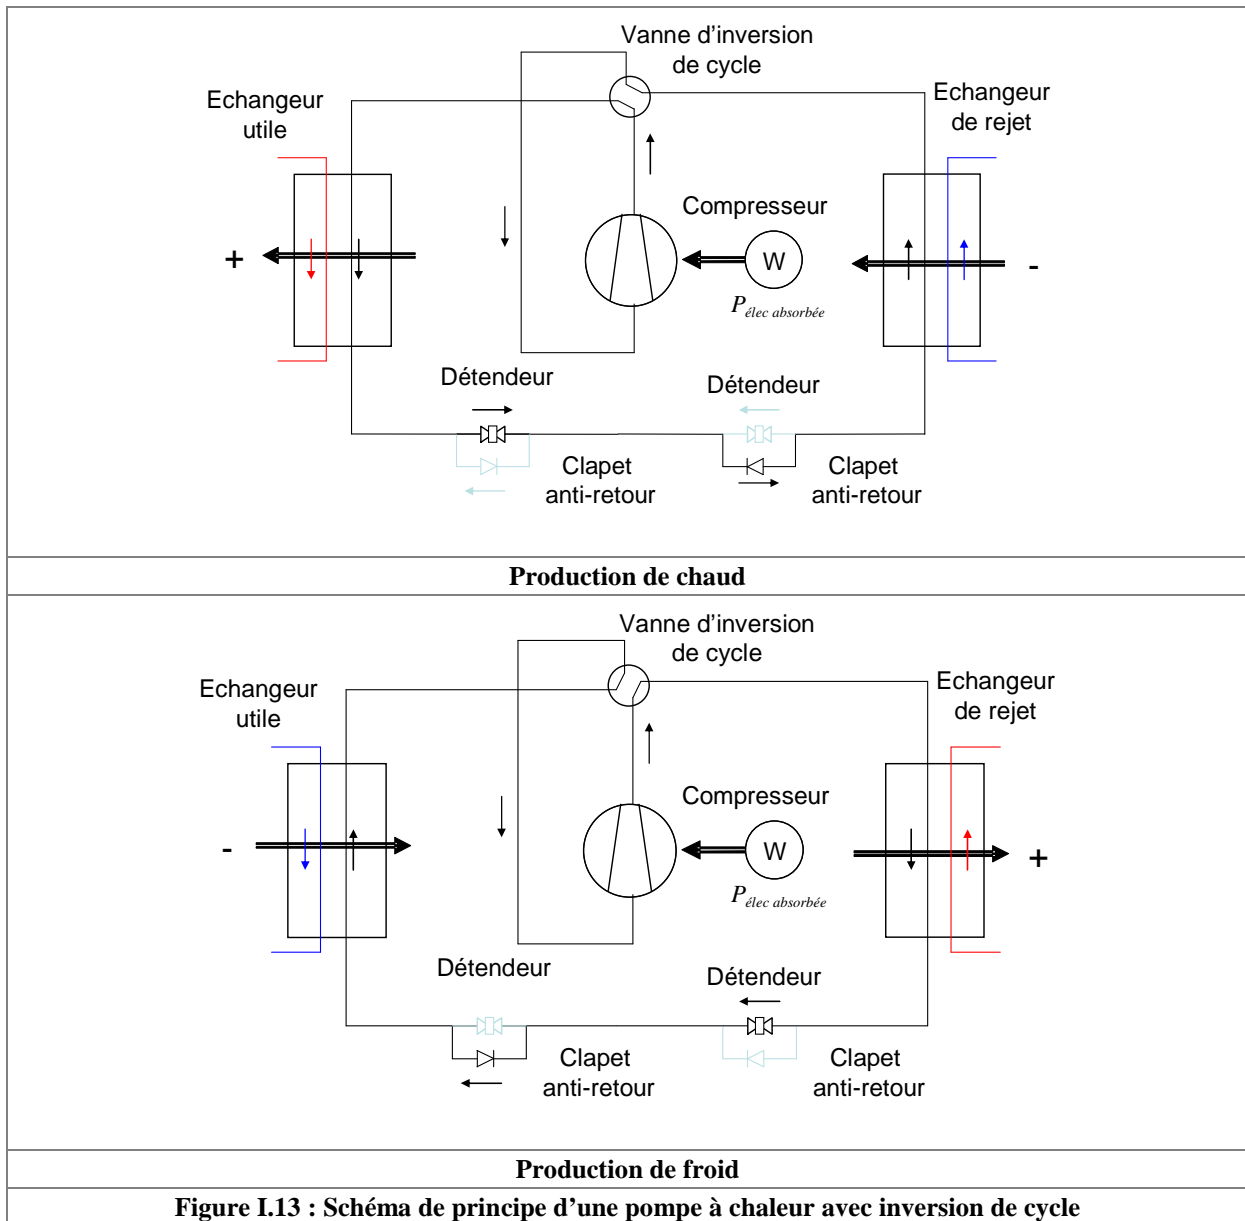 Vanne d'inversion
de cycle
Echangeur
utile
Echangeur
de rejet
Compresseur
W
P élec absorbée
+
-
Détendeur
Détendeur
Clapet
anti-retour
Clapet
anti-retour
Production de chaud
Vanne d'inversion
de cycle
Echangeur
utile
Echangeur
de rejet
Compresseur
W
P élec absorbée
-
+
Détendeur
Détendeur
Clapet
anti-retour
Clapet
anti-retour
Production de froid
Figure I.13 : Schéma de principe d'une pompe à chaleur avec inversion de cycle